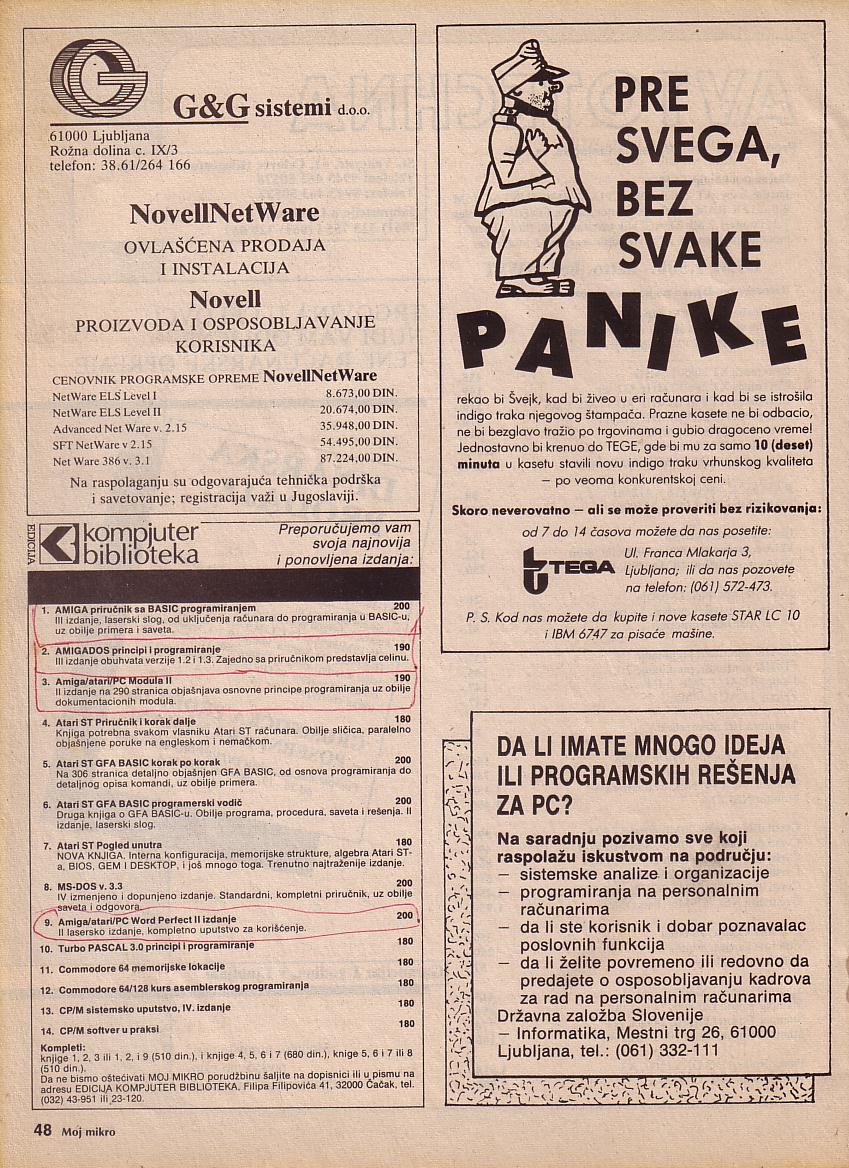 G&G sistemi d.o.o.
61000 Ljubljana
Rožna dolina c. IX/3
telefon: 38.61/264 166
NovellNetWare
OVLAŠĆENA PRODAJA
I INSTALACIJA
Novell
PROIZVODA I OSPOSOBLJAVANJE
KORISNIKA
CENOVNIK PROGRAMSKE OPREME NovellNetWare
NetWare ELS Level I 8.673,00 DIN.
NetWare ELS Level II 20.674,00 DIN.
Advanced Net Ware v. 2.15 35.948,00 DIN.
SFT NetWare v 2.15 54.495,00 DIN.
Net Ware 386 v. 3.1 87.224,00 DIN.
Na raspolaganju su odgovarajuća tehnička podrška
i savetovanje; registracija važi u Jugoslaviji.
EDICIJA
kompjuter
biblioteka
Preporučujemo vam
svoja najnovija
i ponovljena izdanja:
1. AMIGA priručnik sa BASIC programiranjem 200
III izdanje, laserski slog, od uključenja računara do programiranja u BASIC-u,
uz obilje primera i saveta.
2. AMIGADOS principi i programiranje 190
III izdanje obuhvata verzije 1.2 i 1.3. Zajedno sa priručnikom predstavlja celinu.
3. Amiga/atari/PC Modula II 190
II izdanje na 290 stranica objašnjava osnovne principe programiranja uz obilje
dokumentacionih modula.
4. Atari ST Priručnik i korak dalje 180
Knjiga potrebna svakom vlasniku Atari ST računara. Obilje sličica, paralelno
objašnjene poruke na engleskom i nemačkom.
5. Atari ST GFA BASIC korak po korak 200
Na 306 stranica detaljno objašnjen GFA BASIC, od osnova programiranja do
detaljnog opisa komandi, uz obilje primera.
6. Atari ST GFA BASIC programerski vodič 200
Druga knjiga o GFA BASIC-u. Obilje programa, procedura, saveta i rešenja. II
izdanje, laserski slog.
7. Atari ST Pogled unutra 180
NOVA KNJIGA. Interna konfiguracija, memorijske strukture, algebra Atari ST-
a, BIOS, GEM I DESKTOP, i još mnogo toga. Trenutno najtraženije izdanje.
8. MS-DOS v. 3.3 200
IV izmenjeno i dopunjeno izdanje. Standardni, kompletni priručnik, uz obilje
saveta i odgovora.
9. Amiga/atari/PC Word Perfect II izdanje 200
II lasersko izdanje, kompletno uputstvo za korišćenje.
10. Turbo PASCAL 3.0 principi i programiranje 180
11. Commodore 64 memorijske lokacije 180
12. Commodore 64/128 kurs asemblerskog programiranja 180
13. CP/M sistemsko uputstvo, IV. izdanje 180
14. CP/M softver u praksi 180
Kompleti:
knjige 1, 2, 3 ili 1, 2, i 9 (510 din.), i knjige 4, 5, 6 i 7 (680 din.), knige 5, 6 i 7 ili 8
(510 din.).
Da ne bismo oštećivati MOJ MIKRO porudžbinu šaljite na dopisnici ili u pismu na
adresu EDICIJA KOMPJUTER BIBLIOTEKA, Filipa Filipovića 41, 32000 Čačak, tel.
(032) 43-951 ili 23-120.
48 Moj mikro
PRE
SVEGA,
BEZ
SVAKE
PANIKE
rekao bi Švejk, kad bi živeo u eri računara i kad bi se istrošila
indigo traka njegovog štampača. Prazne kasete ne bi odbacio,
ne bi bezglavo tražio po trgovinama i gubio dragoceno vreme!
Jednostavno bi krenuo do TEGE, gde bi mu za samo 10 (deset)
minuta u kasetu stavili novu indigo traku vrhunskog kvaliteta
– po veoma konkurentskoj ceni.
Skoro neverovatno – ali se može proveriti bez rizikovanja:
od 7 do 14 časova možete da nas posetite:
TEGA
Ul. Franca Mlakarja 3,
Ljubljana; ili da nas pozovete
na telefon: (061) 572-473.
P. S. Kod nas možete da kupite i nove kasete STAR LC 10
i IBM 6747 za pisaće mašine.
DA LI IMATE MNOGO IDEJA
ILI PROGRAMSKIH REŠENJA
ZA PC?
Na saradnju pozivamo sve koji
raspolažu iskustvom na području:
– sistemske analize i organizacije
– programiranja na personalnim
računarima
– da li ste korisnik i dobar poznavalac
poslovnih funkcija
– da li želite povremeno ili redovno da
predajete o osposobljavanju kadrova
za rad na personalnim računarima
Državna založba Slovenije
– Informatika, Mestni trg 26, 61000
Ljubljana, tel.: (061) 332-111